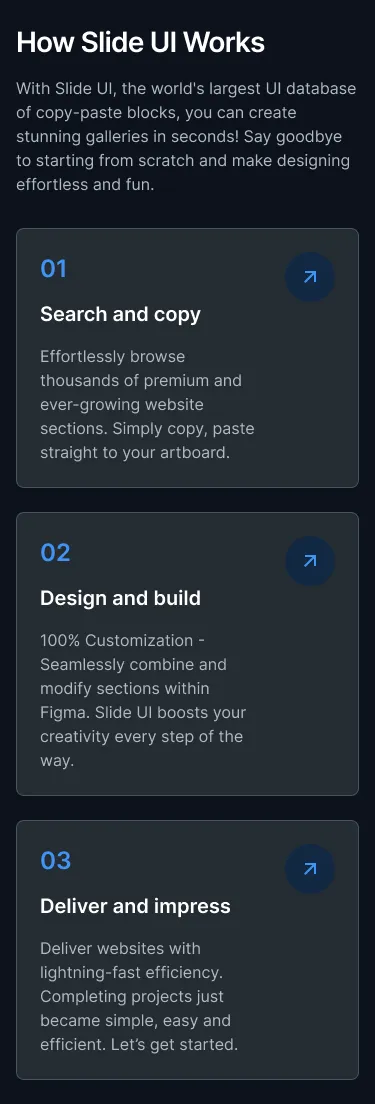 How Slide UI Works
With Slide UI, the world's largest UI database
of copy-paste blocks, you can create
stunning galleries in seconds! Say goodbye
to starting from scratch and make designing
effortless and fun.
01
Search and copy
Effortlessly browse
thousands of premium and
ever-growing website
sections. Simply copy, paste
straight to your artboard.
02
Design and build
100% Customization -
Seamlessly combine and
modify sections within
Figma. Slide UI boosts your
creativity every step of the
way.
03
Deliver and impress
Deliver websites with
lightning-fast efficiency.
Completing projects just
became simple, easy and
efficient. Let’s get started.